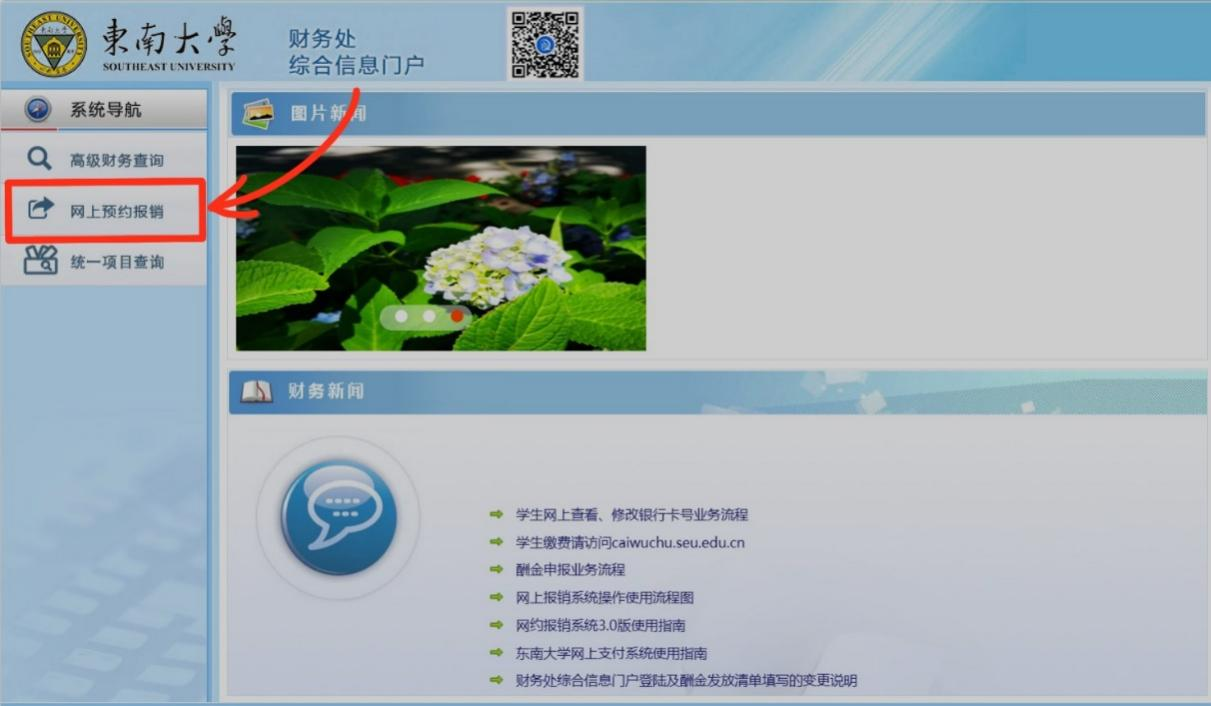 東南大學
SOUTHEAST UNIVERSITY
财务处
综合信息门户
系统导航
高级财务查询
网上预约报销
统一项目查询
图片新闻
财务新闻
学生网上查看、修改银行卡号业务流程
学生缴费请访问caiwuchu.seu.edu.cn
酬金申报业务流程
网上报销系统操作使用流程图
网约报销系统3.0版使用指南
东南大学网上支付系统使用指南
财务处综合信息门户登陆及酬金发放清单填写的变更说明